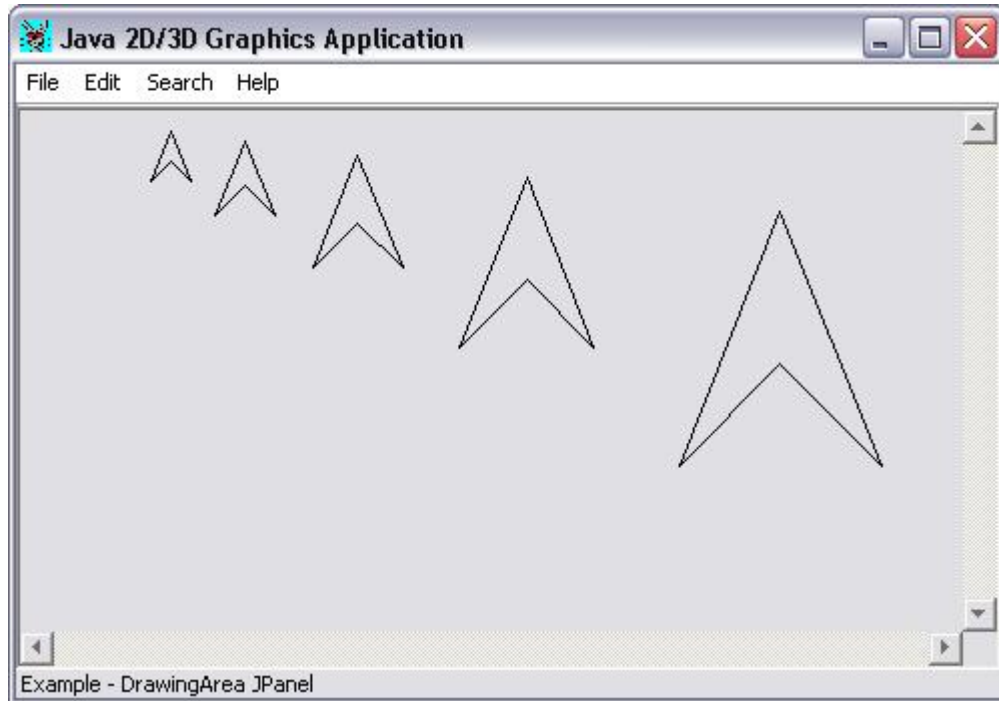 Java 2D/3D Graphics Application
File Edit Search Help
Example - DrawingArea JPanel